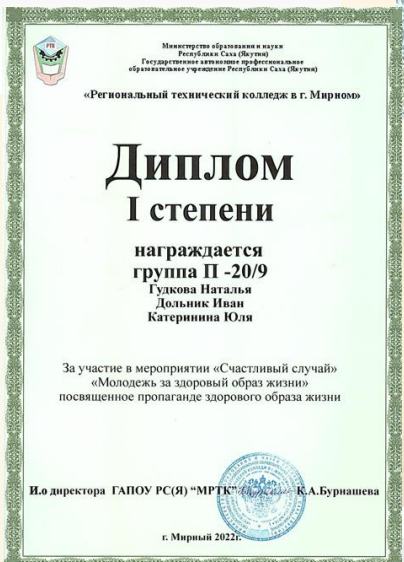 РТК
Министерство образования и науки
Республики Саха (Якутия)
Государственное автономное профессиональное
образовательное учреждение Республики Саха (Якутия)
«Региональный технический колледж в г. Мирном»
Диплом
I степени
награждается
группа П -20/9
Гудкова Наталья
Дольник Иван
Катеринина Юля
За участие в мероприятии «Счастливый случай»
«Молодежь за здоровый образ жизни»
посвященное пропаганде здорового образа жизни
И.о директора ГАПОУ РС(Я) “МРТК” К.А.Бурнашева
г. Мирный 2022г.